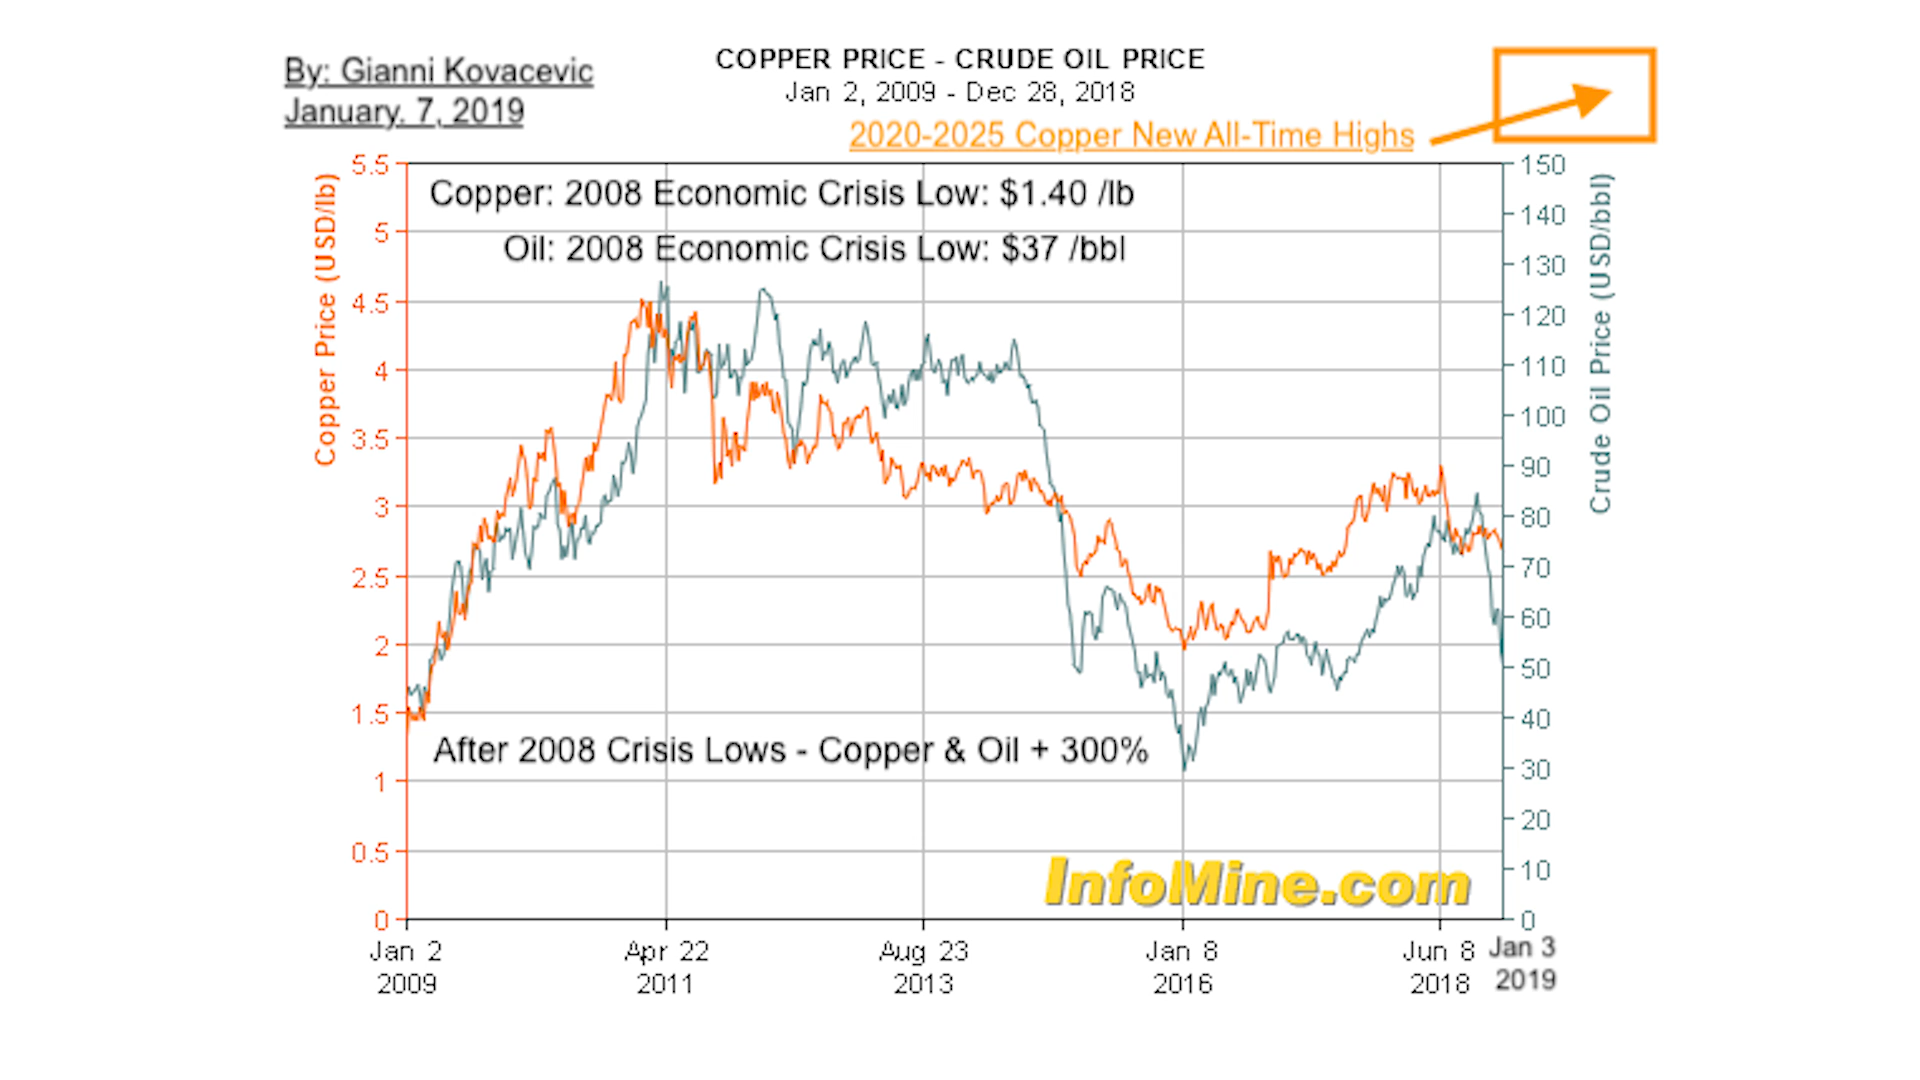 By: Gianni Kovacevic
January. 7, 2019
COPPER PRICE - CRUDE OIL PRICE
Jan 2, 2009 - Dec 28, 2018
2020-2025 Copper New All-Time Highs
Copper: 2008 Economic Crisis Low: $1.40 /lb
Oil: 2008 Economic Crisis Low: $37 /bbl
Copper Price (USD/lb)
5.5
5
4.5
4
3.5
3
2.5
2
1.5
1
0.5
0
Crude Oil Price (USD/bbl)
150
140
130
120
110
100
90
80
70
60
50
40
30
20
10
0
After 2008 Crisis Lows - Copper & Oil + 300%
InfoMine.com
Jan 2
2009
Apr 22
2011
Aug 23
2013
Jan 8
2016
Jun 8
2018
Jan 3
2019